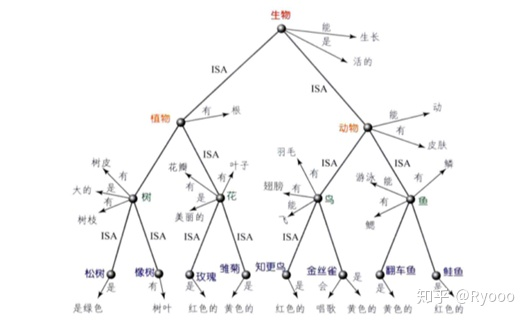 生物
能
生长
是
活的
ISA
ISA
植物
有
根
动物
能
动
有
皮肤
ISA
羽毛
ISA
ISA
鳞
树皮
有
花瓣
有
叶子
有
有
游泳
能
有
大的
是
有
树
是
花
翅膀
有
能
鸟
有
鱼
树枝
美丽的
飞
鳃
ISA
ISA
ISA
ISA
ISA
ISA
松树
橡树
玫瑰
雏菊
知更鸟
金丝雀
翻车鱼
鲑鱼
是
有
是
是
是
会
是
是
是
是绿色
树叶
红色的
黄色的
红色的
唱歌
黄色的
黄色的
红色的
知乎 @Ryooo